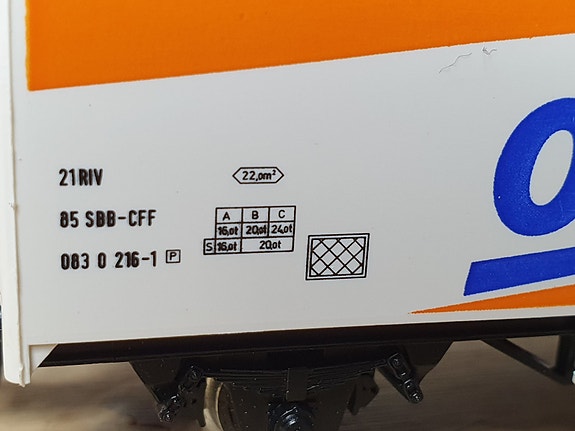 21 RIV
22,0m²
85 SBB-CFF
A B C
16,0t 20,0t 24,0t
S 16,0t 20,0t
083 0 216-1 P